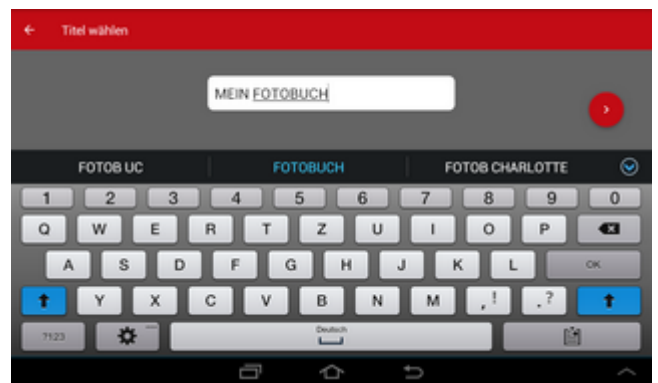 Titel wählen
MEIN FOTOBUCH
FOTOB UC FOTOBUCH FOTOB CHARLOTTE
1 2 3 4 5 6 7 8 9 0
Q W E R T Z U I O P
A S D F G H J K L OK
Y X C V B N M , ! . ?
?123 Deutsch